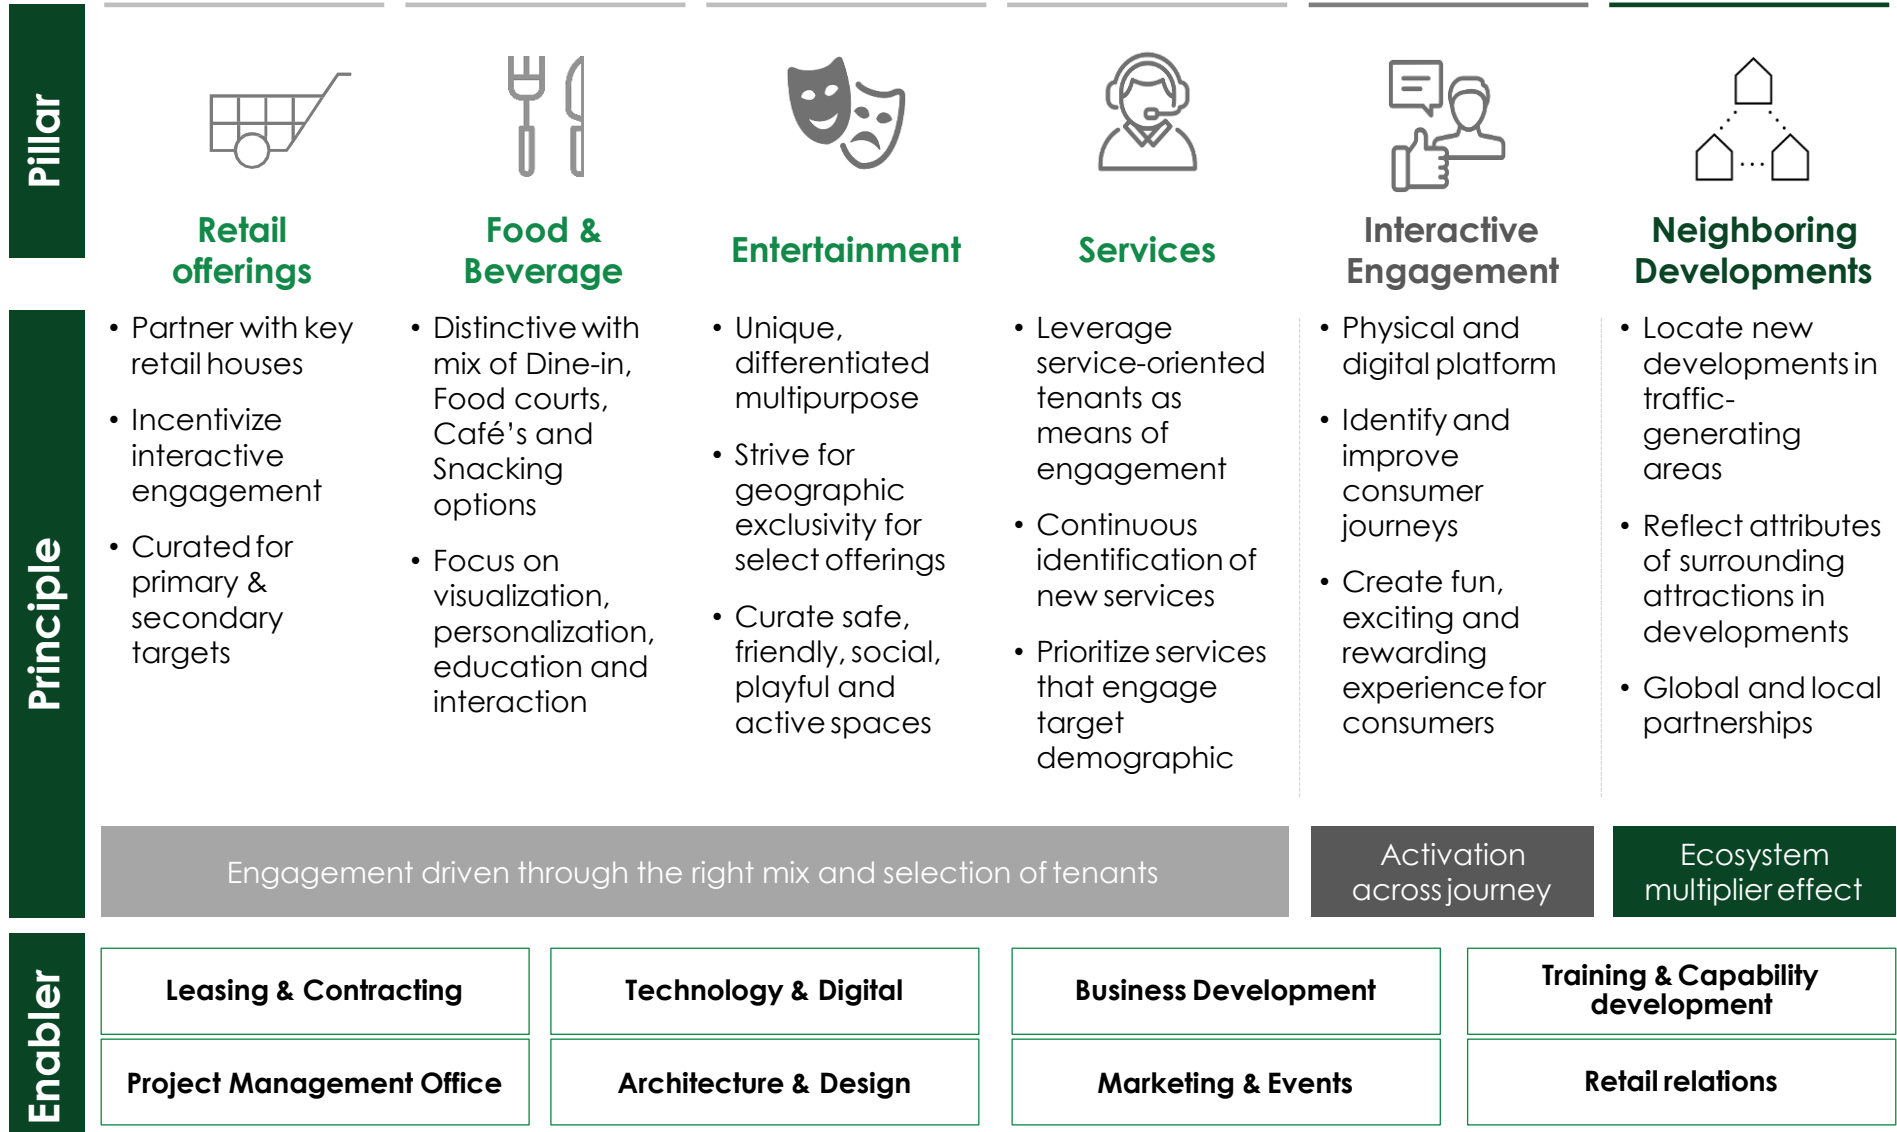 Pillar
Retail
offerings
Food &
Beverage
Entertainment
Services
Interactive
Engagement
Neighboring
Developments
Principle
• Partner with key
retail houses
• Incentivize
interactive
engagement
• Curated for
primary &
secondary
targets
• Distinctive with
mix of Dine-in,
Food courts,
Café's and
Snacking
options
• Focus on
visualization,
personalization,
education and
interaction
• Unique,
differentiated
multipurpose
• Strive for
geographic
exclusivity for
select offerings
• Curate safe,
friendly, social,
playful and
active spaces
• Leverage
service-oriented
tenants as
means of
engagement
• Continuous
identification of
new services
• Prioritize services
that engage
target
demographic
• Physical and
digital platform
• Identify and
improve
consumer
journeys
• Create fun,
exciting and
rewarding
experience for
consumers
• Locate new
developments in
traffic-
generating
areas
• Reflect attributes
of surrounding
attractions in
developments
• Global and local
partnerships
Engagement driven through the right mix and selection of tenants
Activation
across journey
Ecosystem
multiplier effect
Enabler
Leasing & Contracting
Technology & Digital
Business Development
Training & Capability
development
Project Management Office
Architecture & Design
Marketing & Events
Retail relations